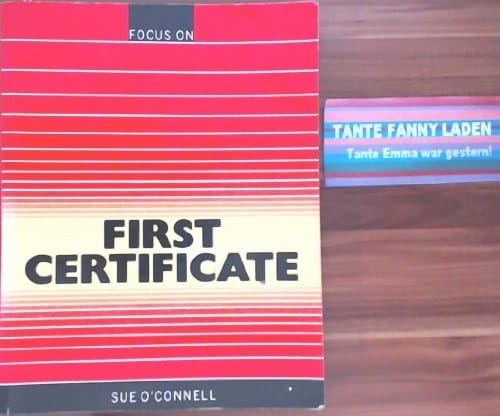 FOCUS ON
FIRST
CERTIFICATE
SUE O'CONNELL
TANTE FANNY LADEN
Tante Emma war gestern!